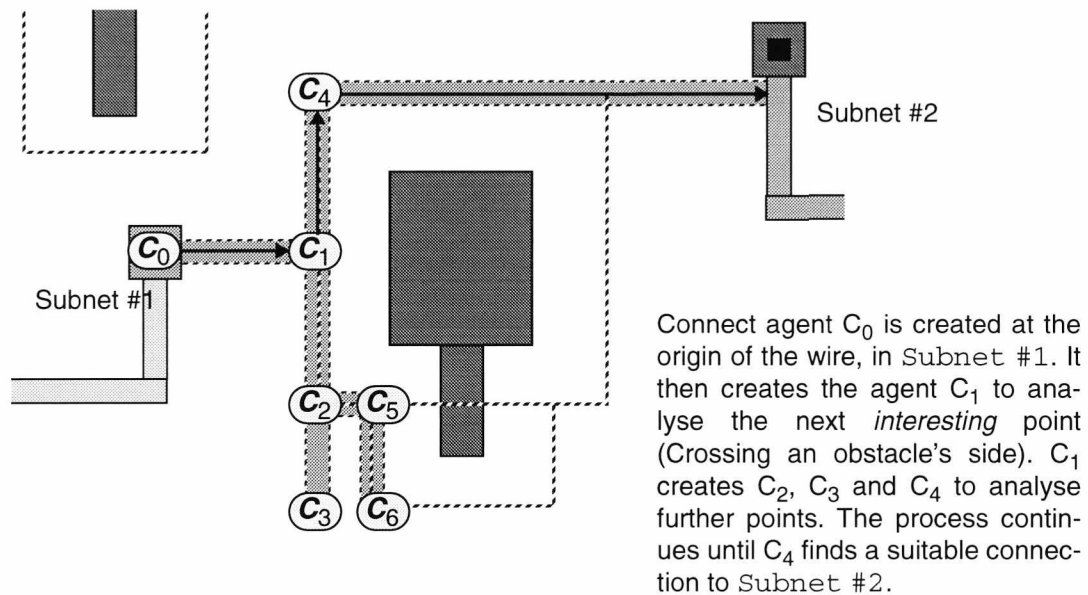 C4
Subnet #2
C0
C1
Subnet #1
C2
C5
C3
C6
Connect agent C0 is created at the
origin of the wire, in Subnet #1. It
then creates the agent C1 to ana-
lyse the next interesting point
(Crossing an obstacle's side). C1
creates C2, C3 and C4 to analyse
further points. The process contin-
ues until C4 finds a suitable connec-
tion to Subnet #2.